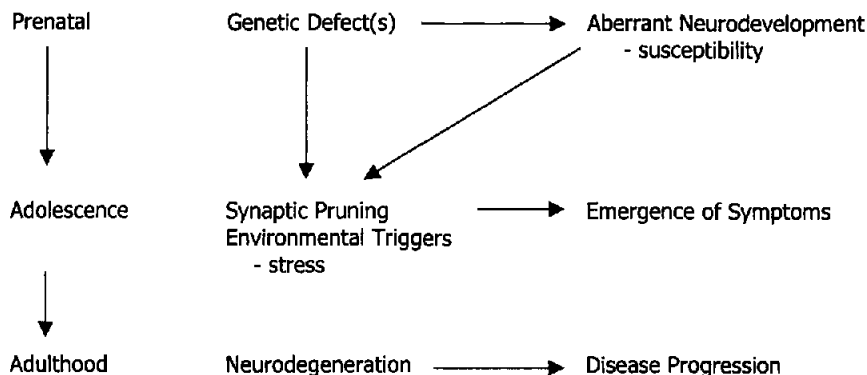 Prenatal Genetic Defect(s) Aberrant Neurodevelopment
- susceptibility
Adolescence Synaptic Pruning Emergence of Symptoms
Environmental Triggers
- stress
Adulthood Neurodegeneration Disease Progression